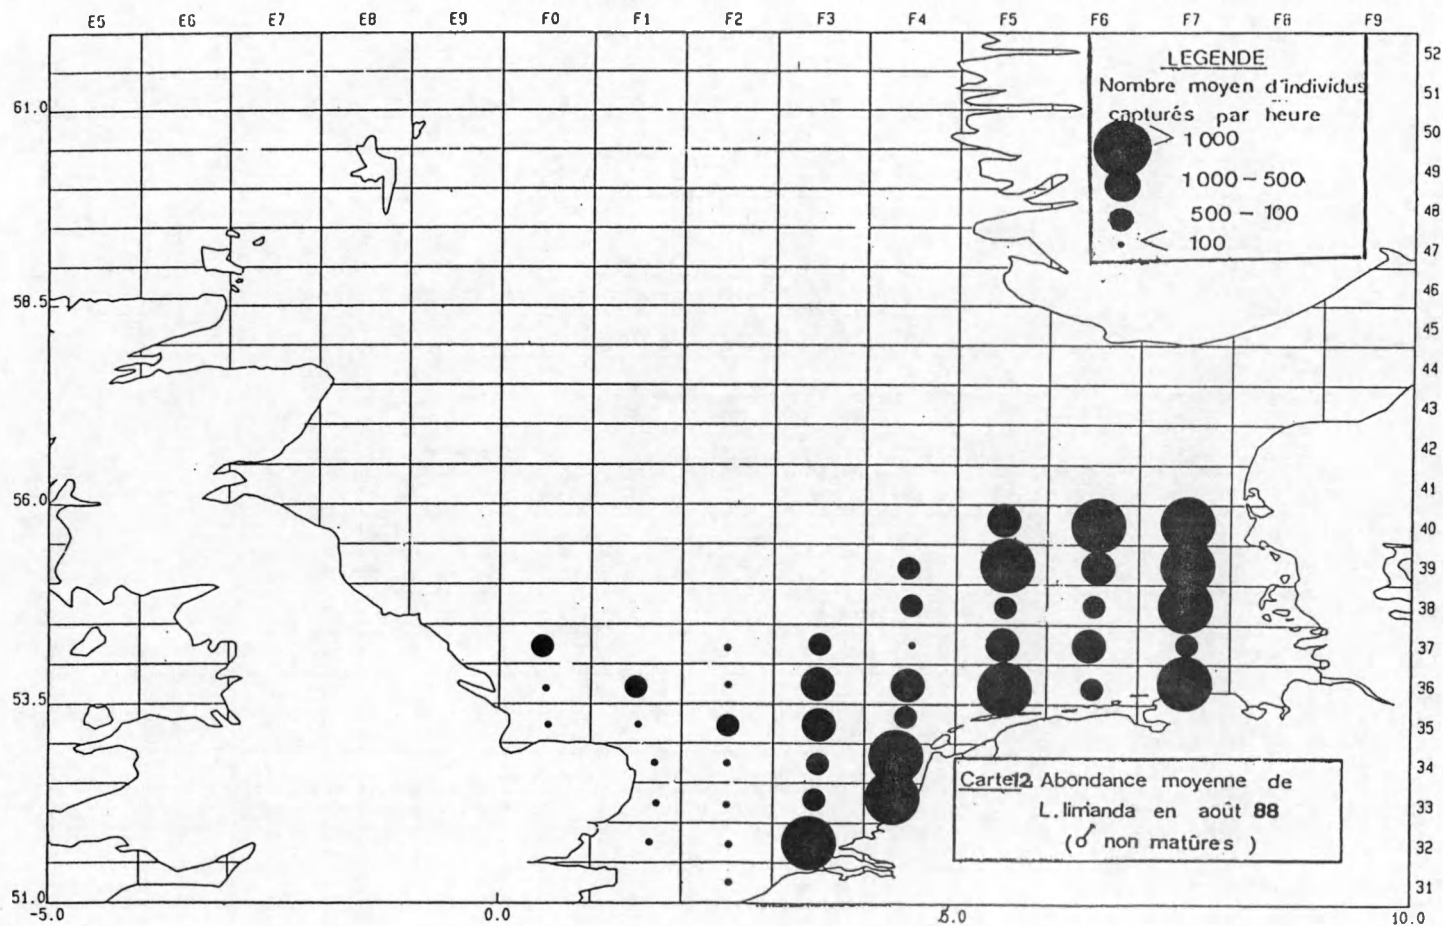 E5 E6 E7 E8 E9 F0 F1 F2 F3 F4 F5 F6 F7 F8 F9
LEGENDE
Nombre moyen d'individus
capturés par heure
> 1000
1000 - 500
500 - 100
< 100
52
51
50
49
48
47
46
45
44
43
42
41
40
39
38
37
36
35
34
33
32
31
61.0
58.5
56.0
53.5
51.0
-5.0 0.0 5.0 10.0
Carte12 Abondance moyenne de
L. limanda en août 88
(♂ non matûres )